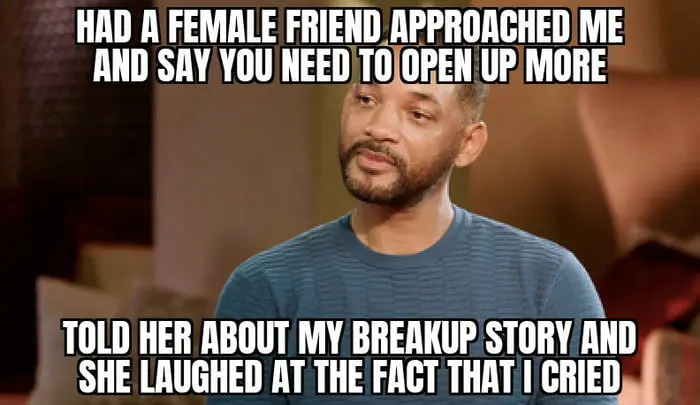 HAD A FEMALE FRIEND APPROACHED ME
AND SAY YOU NEED TO OPEN UP MORE
TOLD HER ABOUT MY BREAKUP STORY AND
SHE LAUGHED AT THE FACT THAT I CRIED